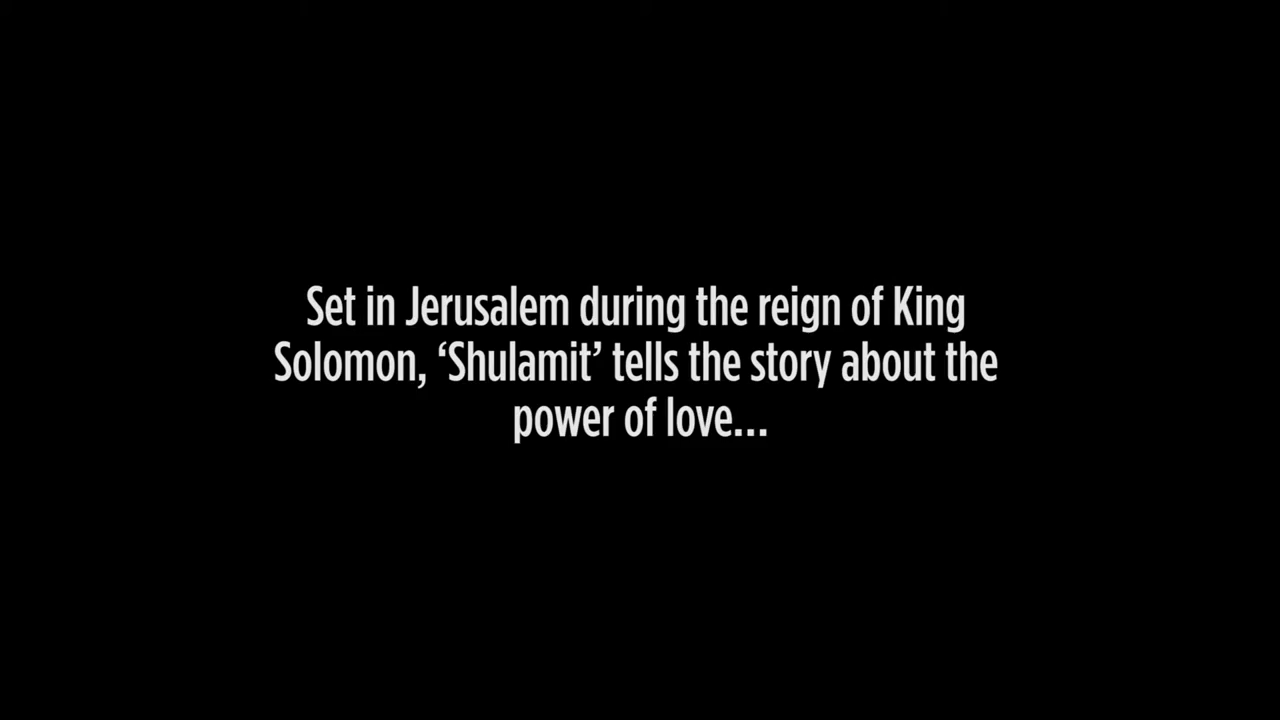 Set in Jerusalem during the reign of King
Solomon, ‘Shulamit’ tells the story about the
power of love...